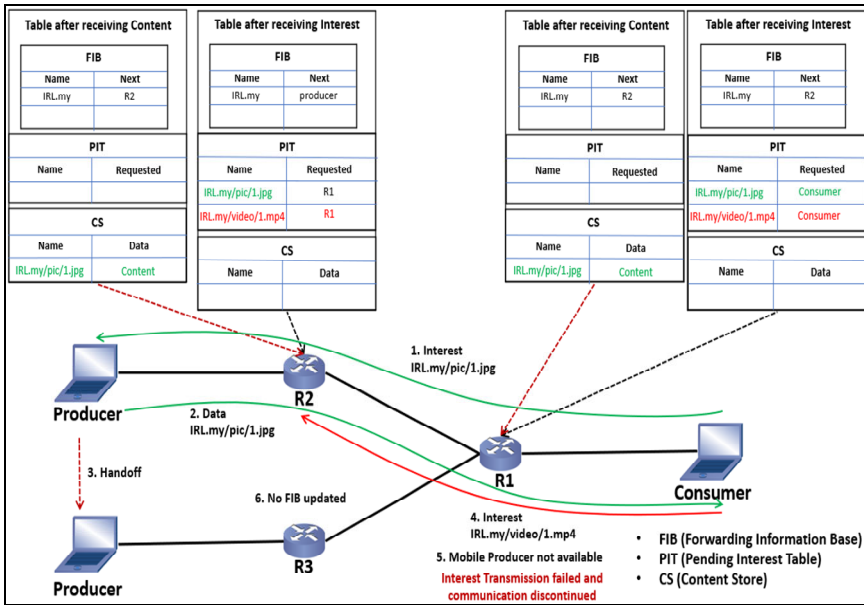 Table after receiving Content
FIB
Name Next
IRL.my R2
PIT
Name Requested
CS
Name Data
IRL.my/pic/1.jpg Content
Table after receiving Interest
FIB
Name Next
IRL.my producer
PIT
Name Requested
IRL.my/pic/1.jpg R1
IRL.my/video/1.mp4 R1
CS
Name Data
Table after receiving Content
FIB
Name Next
IRL.my R2
PIT
Name Requested
CS
Name Data
IRL.my/pic/1.jpg Content
Table after receiving Interest
FIB
Name Next
IRL.my R2
PIT
Name Requested
IRL.my/pic/1.jpg Consumer
IRL.my/video/1.mp4 Consumer
CS
Name Data
1. Interest
IRL.my/pic/1.jpg
Producer
R2
2. Data
IRL.my/pic/1.jpg
3. Handoff
R1
Consumer
6. No FIB updated
4. Interest
IRL.my/video/1.mp4
5. Mobile Producer not available
Interest Transmission failed and
communication discontinued
Producer
R3
• FIB (Forwarding Information Base)
• PIT (Pending Interest Table)
• CS (Content Store)